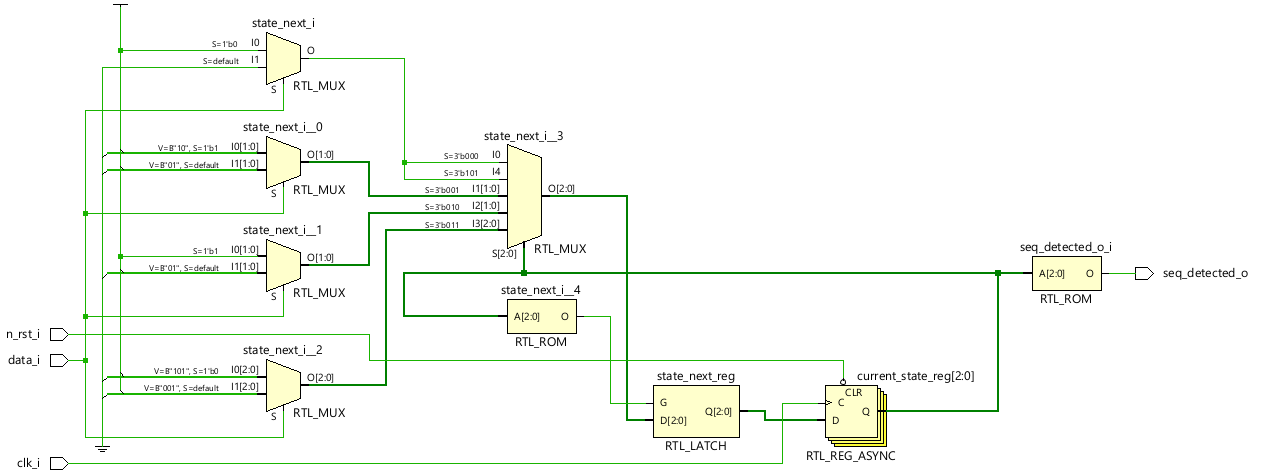 state_next_i
S=1'b0 I0 O
S=default I1
S RTL_MUX
state_next_i__0
V=B"10", S=1'b1 I0[1:0] O[1:0]
V=B"01", S=default I1[1:0]
S RTL_MUX
state_next_i__3
S=3'b000 I0
S=3'b101 I4
S=3'b001 I1[1:0] O[2:0]
S=3'b010 I2[1:0]
S=3'b011 I3[2:0]
S[2:0] RTL_MUX
state_next_i__1
S=1'b1 I0[1:0] O[1:0]
V=B"01", S=default I1[1:0]
S RTL_MUX
seq_detected_o_i
A[2:0] O seq_detected_o
RTL_ROM
state_next_i__4
A[2:0] O
RTL_ROM
n_rst_i
data_i
state_next_i__2
V=B"101", S=1'b0 I0[2:0] O[2:0]
V=B"001", S=default I1[2:0]
S RTL_MUX
state_next_reg
G
D[2:0] Q[2:0]
RTL_LATCH
current_state_reg[2:0]
CLR
C
D Q
RTL_REG_ASYNC
clk_i